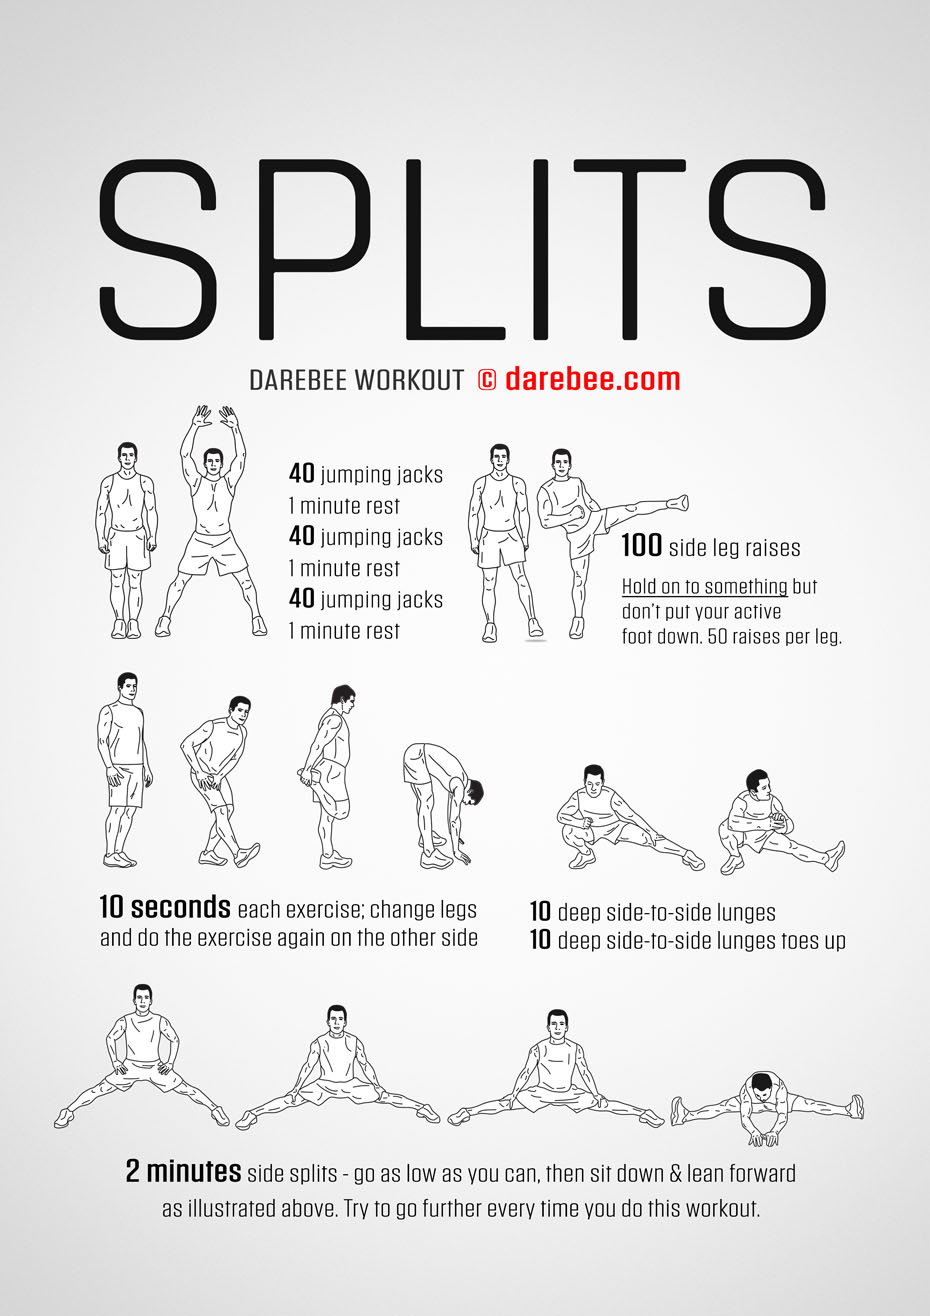 SPLITS
DAREBEE WORKOUT © darebee.com
40 jumping jacks
1 minute rest
40 jumping jacks
1 minute rest
40 jumping jacks
1 minute rest
100 side leg raises
Hold on to something but
don't put your active
foot down. 50 raises per leg.
10 seconds each exercise; change legs
and do the exercise again on the other side
10 deep side-to-side lunges
10 deep side-to-side lunges toes up
2 minutes side splits - go as low as you can, then sit down & lean forward
as illustrated above. Try to go further every time you do this workout.